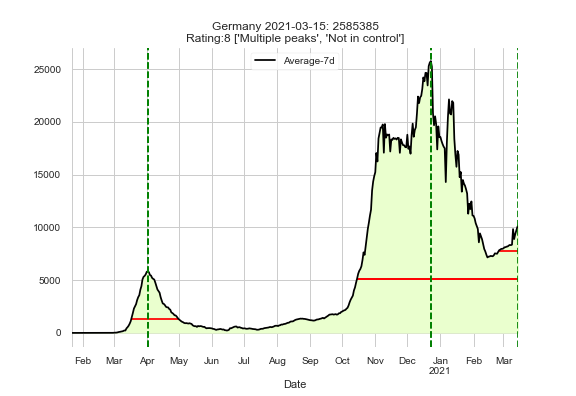 Germany 2021-03-15: 2585385
Rating:8 ['Multiple peaks', 'Not in control']
Average-7d
25000
20000
15000
10000
5000
0
Feb Mar Apr May Jun Jul Aug Sep Oct Nov Dec Jan Feb Mar
2021
Date